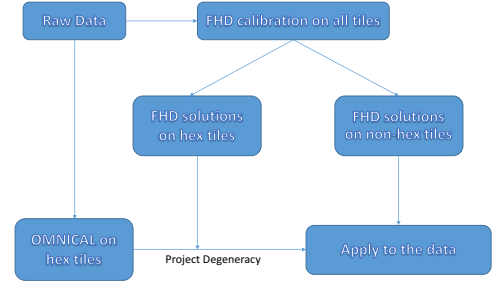 Raw Data
FHD calibration on all tiles
FHD solutions
on hex tiles
FHD solutions
on non-hex tiles
OMNICAL on
hex tiles
Project Degeneracy
Apply to the data